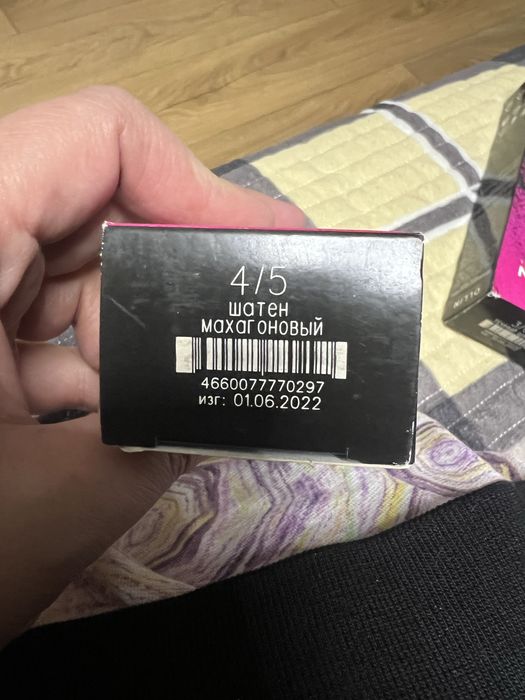 4/5
шатен
махагоновый
4660077770297
изг: 01.06.2022